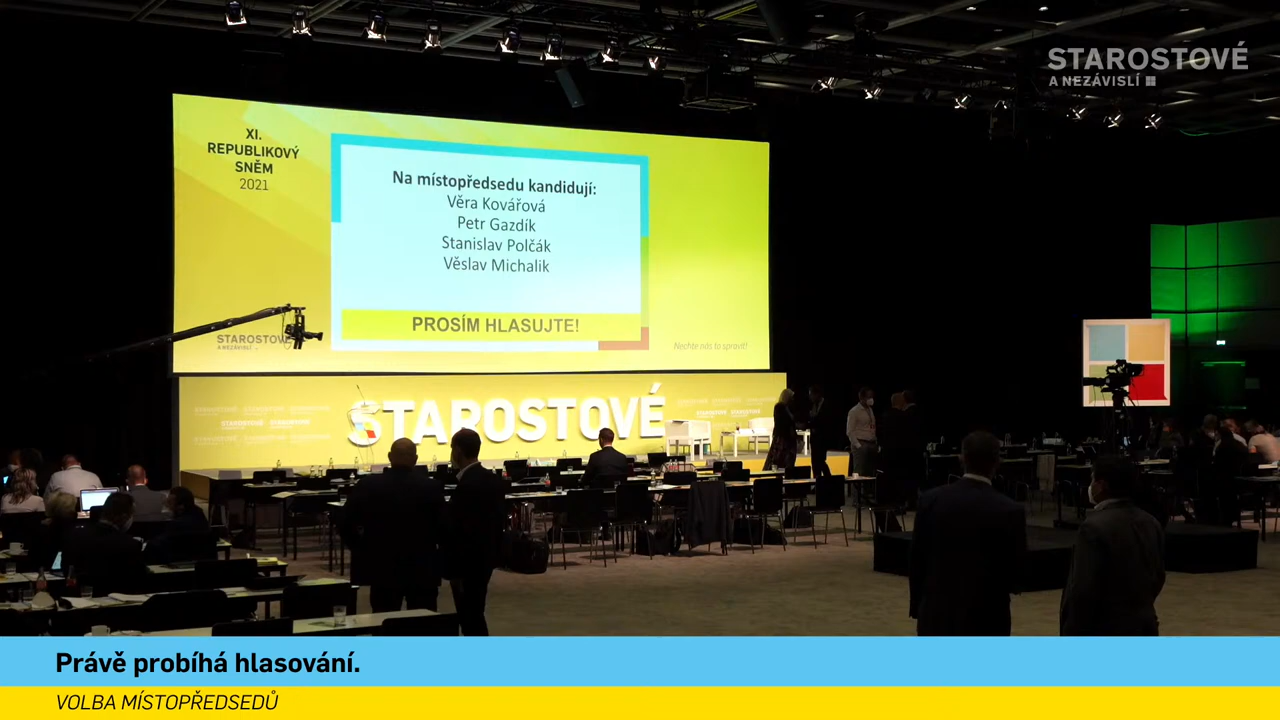 STAROSTOVÉ
A NEZÁVISLÍ
XI.
REPUBLIKOVÝ
SNĚM
2021
Na místopředsedu kandidují:
Věra Kovářová
Petr Gazdík
Stanislav Polčák
Věslav Michalik
PROSÍM HLASUJTE!
STAROSTOVÉ
A NEZÁVISLÍ
Nechte nás to spravit!
STAROSTOVÉ
Právě probíhá hlasování.
VOLBA MÍSTOPŘEDSEDŮ